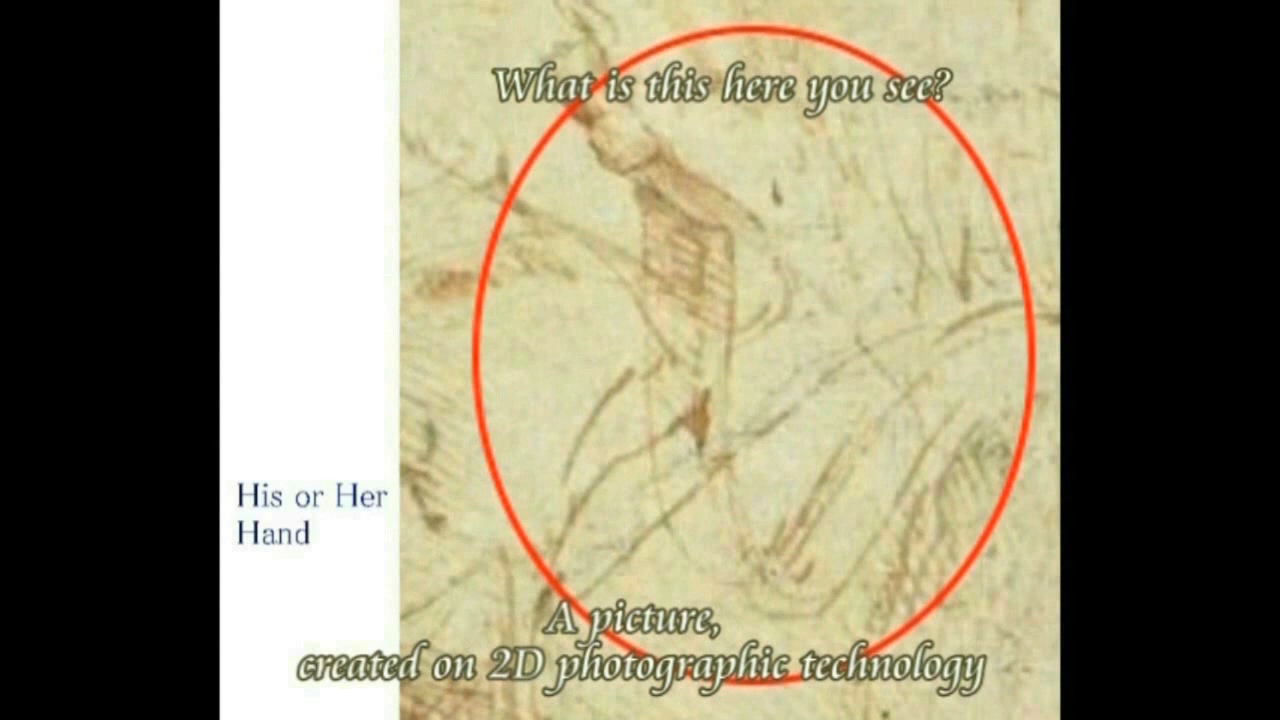 What is this here you see?
His or Her
Hand
A picture,
created on 2D photographic technology